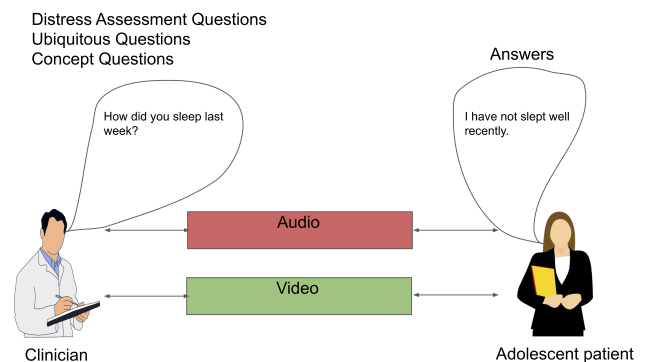 Distress Assessment Questions
Ubiquitous Questions
Concept Questions
Answers
How did you sleep last
week?
I have not slept well
recently.
Audio
Video
Clinician
Adolescent patient